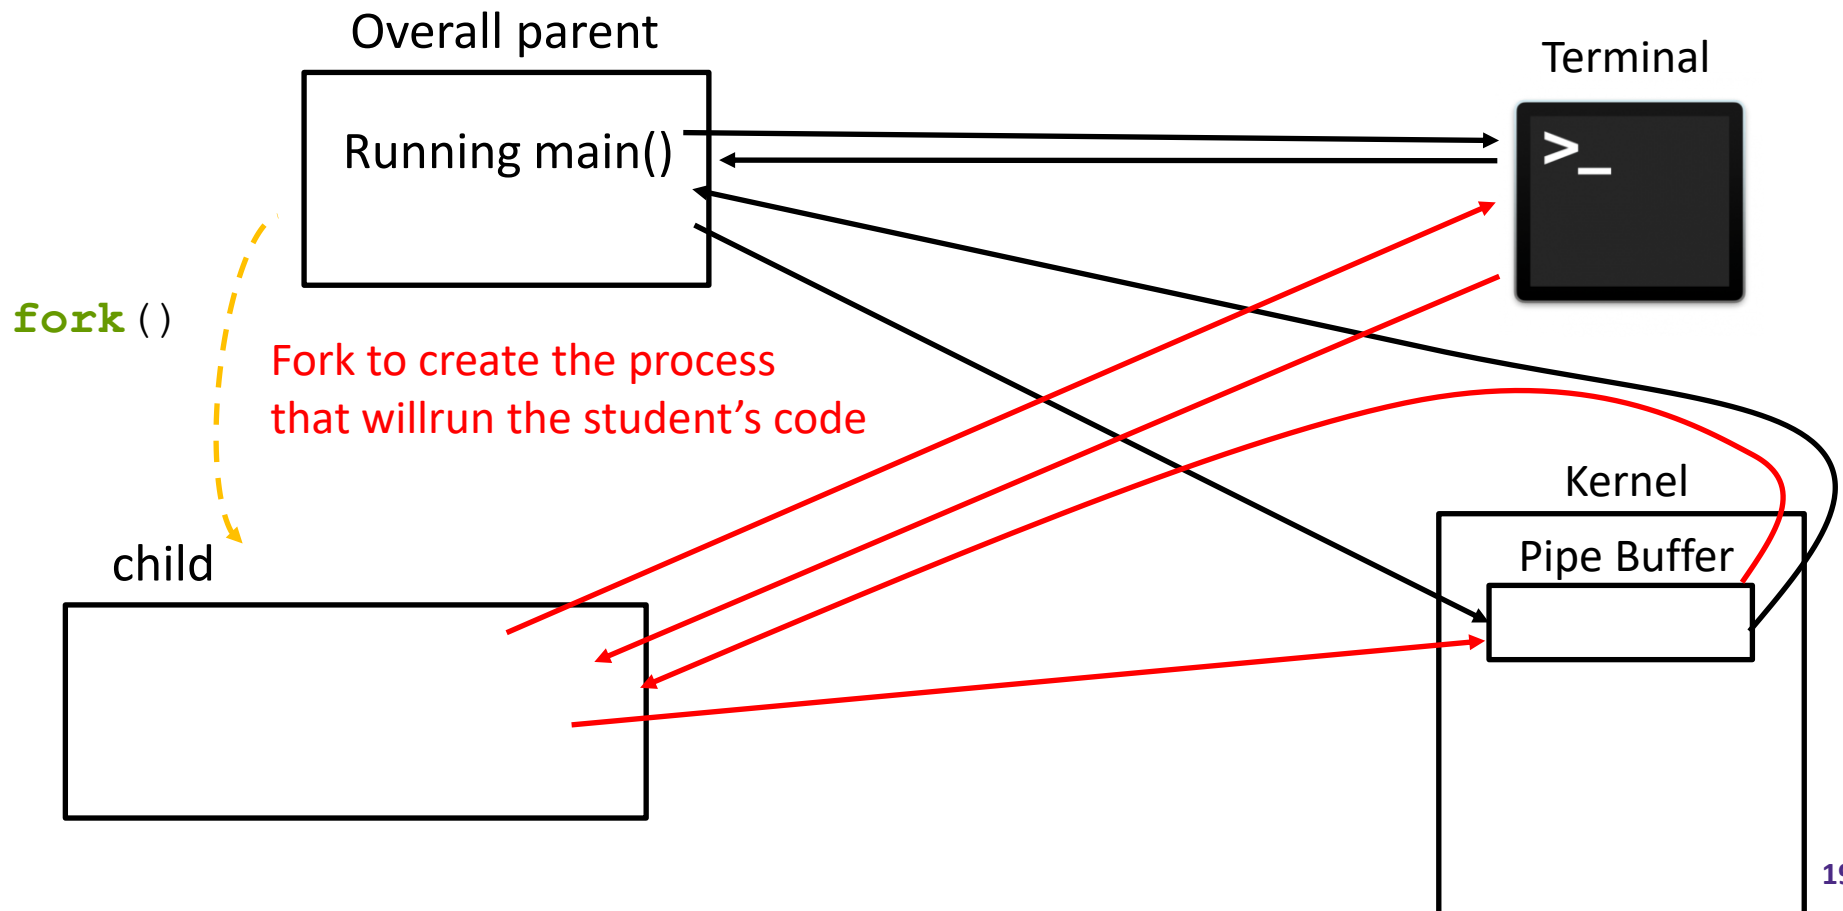 Overall parent
Terminal
Running main()
>_
fork()
Fork to create the process
that willrun the student’s code
Kernel
child
Pipe Buffer